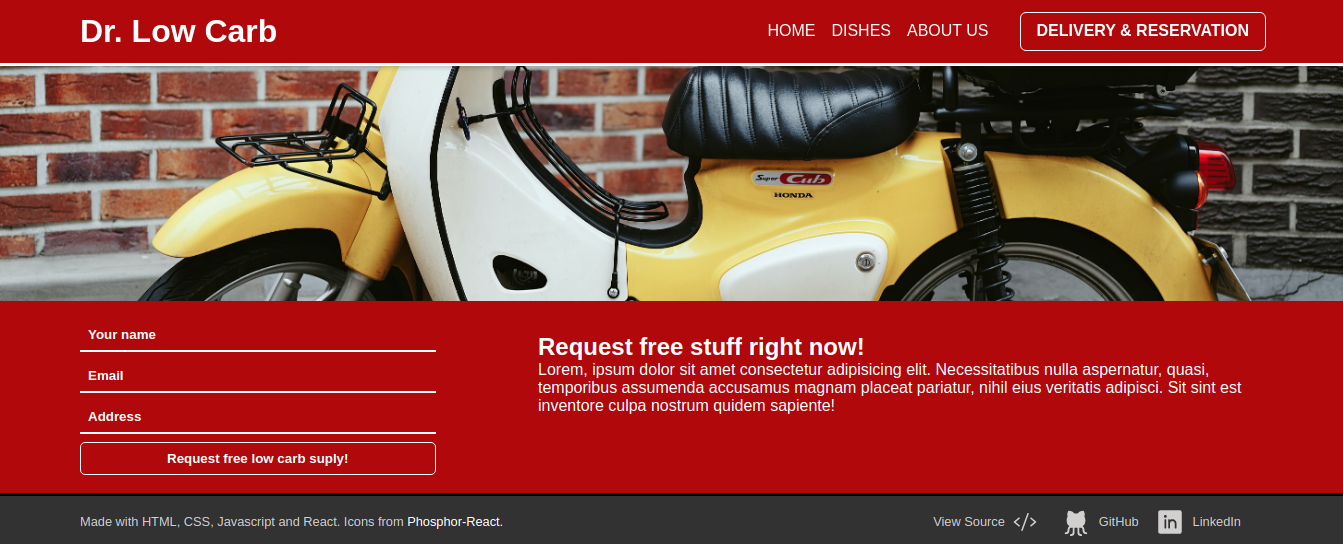 Dr. Low Carb
HOME DISHES ABOUT US DELIVERY & RESERVATION
Super Cub
HONDA
Your name
Email
Address
Request free low carb suply!
Request free stuff right now!
Lorem, ipsum dolor sit amet consectetur adipisicing elit. Necessitatibus nulla aspernatur, quasi,
temporibus assumenda accusamus magnam placeat pariatur, nihil eius veritatis adipisci. Sit sint est
inventore culpa nostrum quidem sapiente!
Made with HTML, CSS, Javascript and React. Icons from Phosphor-React.
View Source </> GitHub in LinkedIn